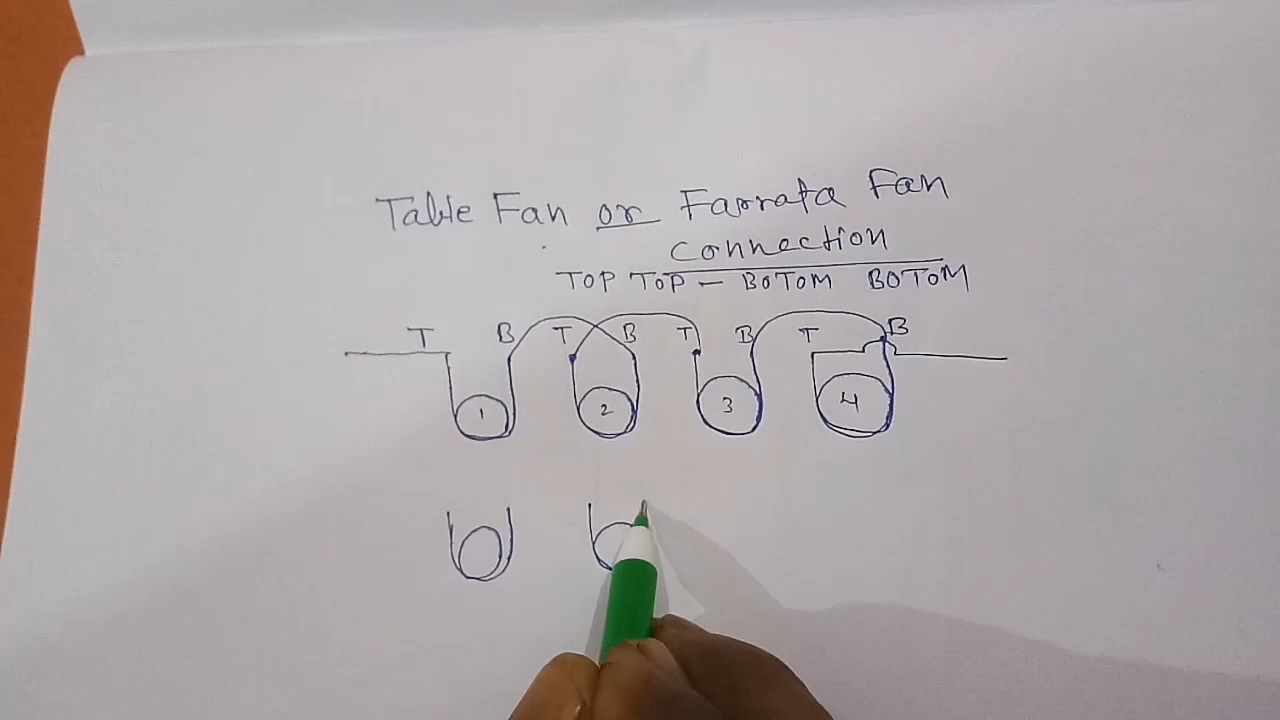 Table Fan or Farrata Fan
Connection
TOP TOP - BOTOM BOTOM
T B T B T B T B
1 2 3 4